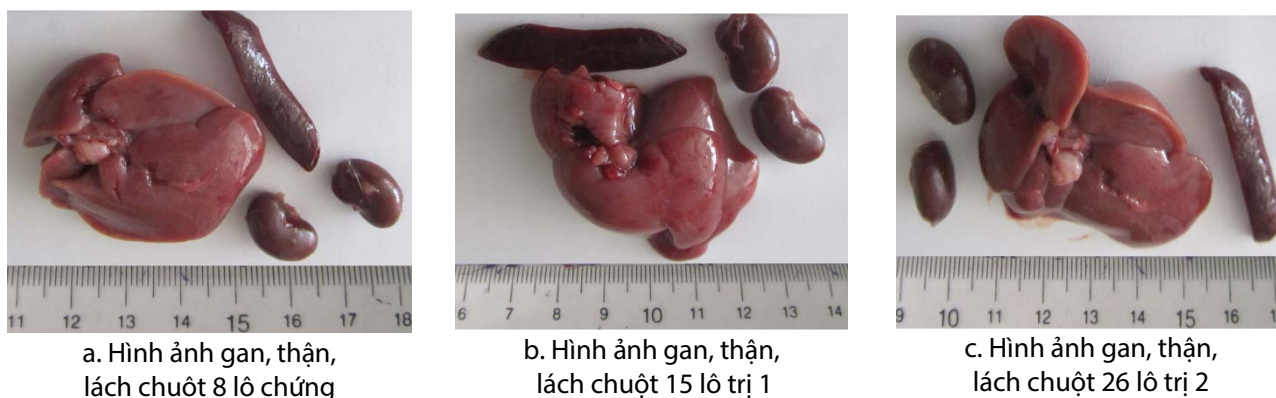 11 12 13 14 15 16 17 18
6 7 8 9 10 11 12 13 14
9 10 11 12 13 14 15 16 1
a. Hình ảnh gan, thận,
lách chuôt 8 lô chứng
b. Hình ảnh gan, thận,
lách chuột 15 lô trị 1
c. Hình ảnh gan, thận,
lách chuột 26 lô trị 2